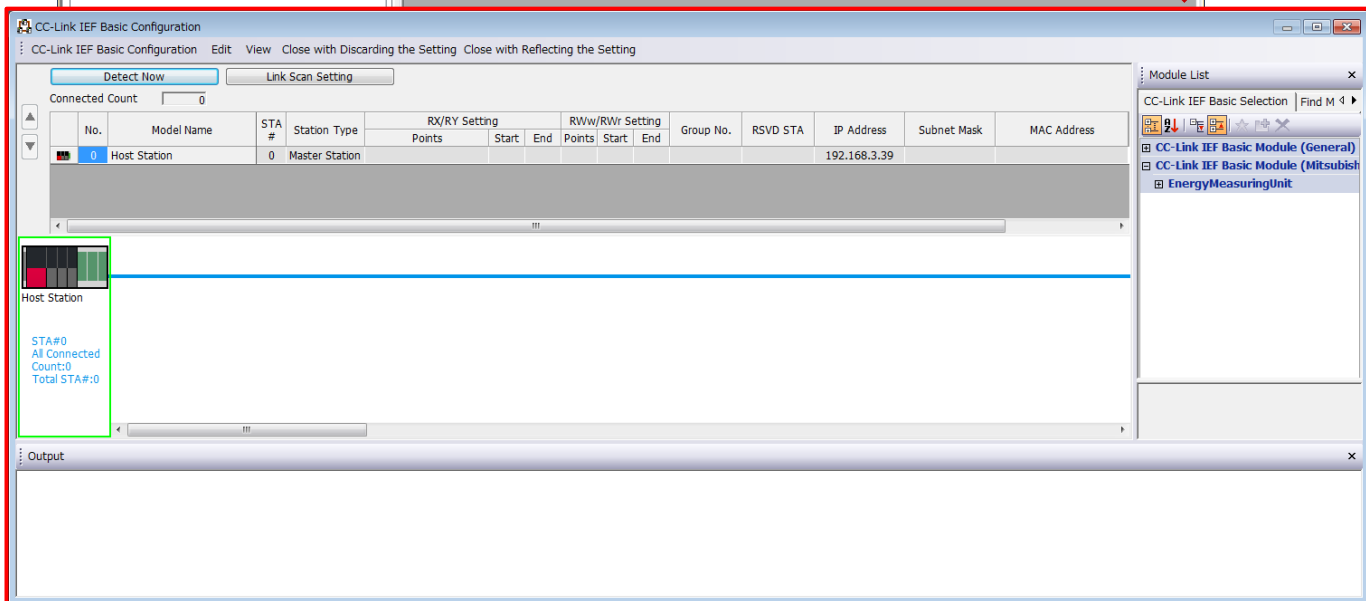 CC-Link IEF Basic Configuration
CC-Link IEF Basic Configuration Edit View Close with Discarding the Setting Close with Reflecting the Setting
Detect Now Link Scan Setting
Connected Count 0
No. Model Name STA # Station Type RX/RY Setting RWw/RWr Setting Group No. RSVD STA IP Address Subnet Mask MAC Address
Points Start End Points Start End
0 Host Station 0 Master Station 192.168.3.39
Host Station
STA#0
All Connected
Count:0
Total STA#:0
Module List
CC-Link IEF Basic Selection Find M
CC-Link IEF Basic Module (General)
CC-Link IEF Basic Module (Mitsubish
EnergyMeasuringUnit
Output